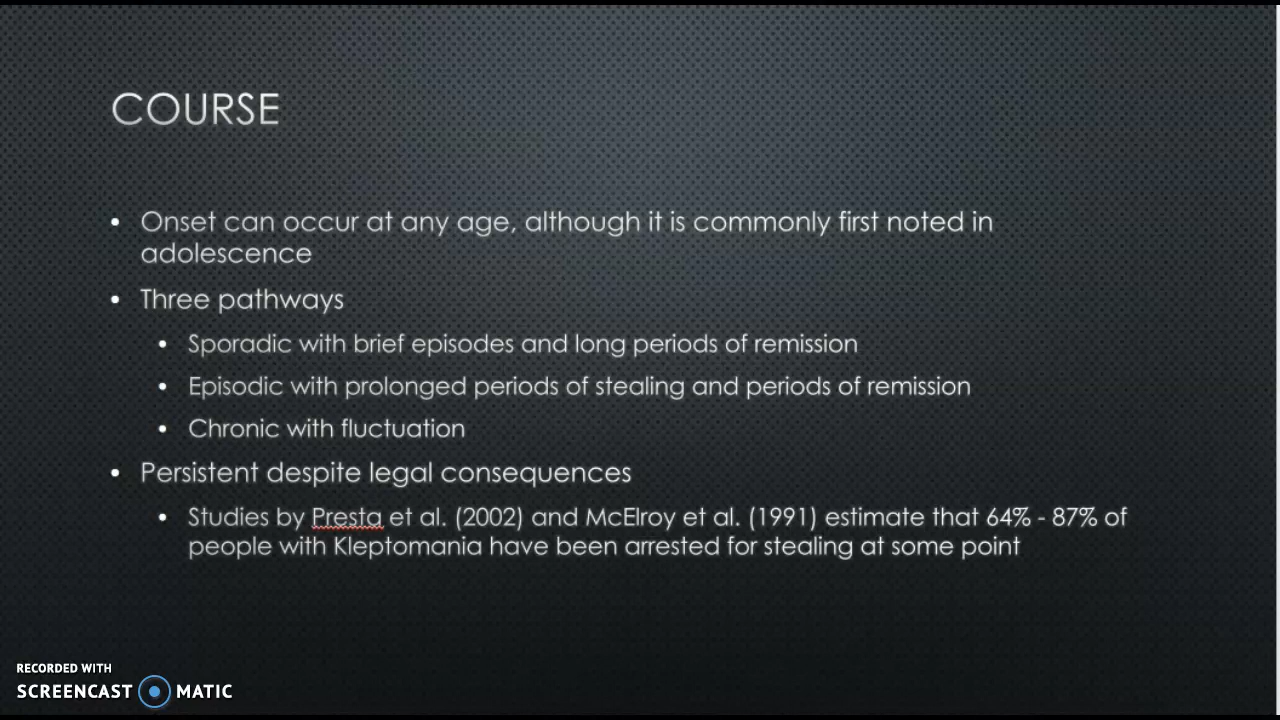 COURSE
• Onset can occur at any age, although it is commonly first noted in
adolescence
• Three pathways
• Sporadic with brief episodes and long periods of remission
• Episodic with prolonged periods of stealing and periods of remission
• Chronic with fluctuation
• Persistent despite legal consequences
• Studies by Presta et al. (2002) and McElroy et al. (1991) estimate that 64% - 87% of
people with Kleptomania have been arrested for stealing at some point
RECORDED WITH
SCREENCAST MATIC